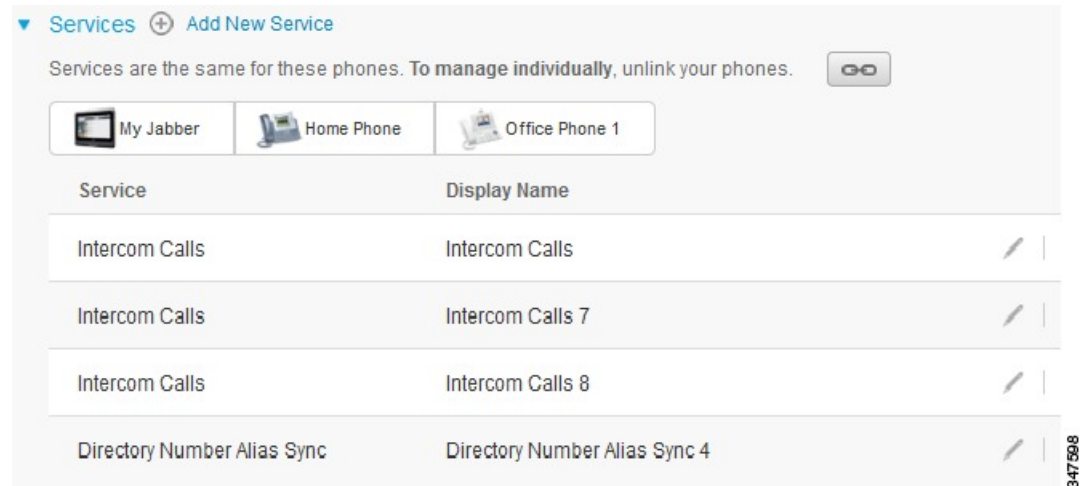 Services Add New Service
Services are the same for these phones. To manage individually, unlink your phones.
My Jabber Home Phone Office Phone 1
Service Display Name
Intercom Calls Intercom Calls
Intercom Calls Intercom Calls 7
Intercom Calls Intercom Calls 8
Directory Number Alias Sync Directory Number Alias Sync 4
347598